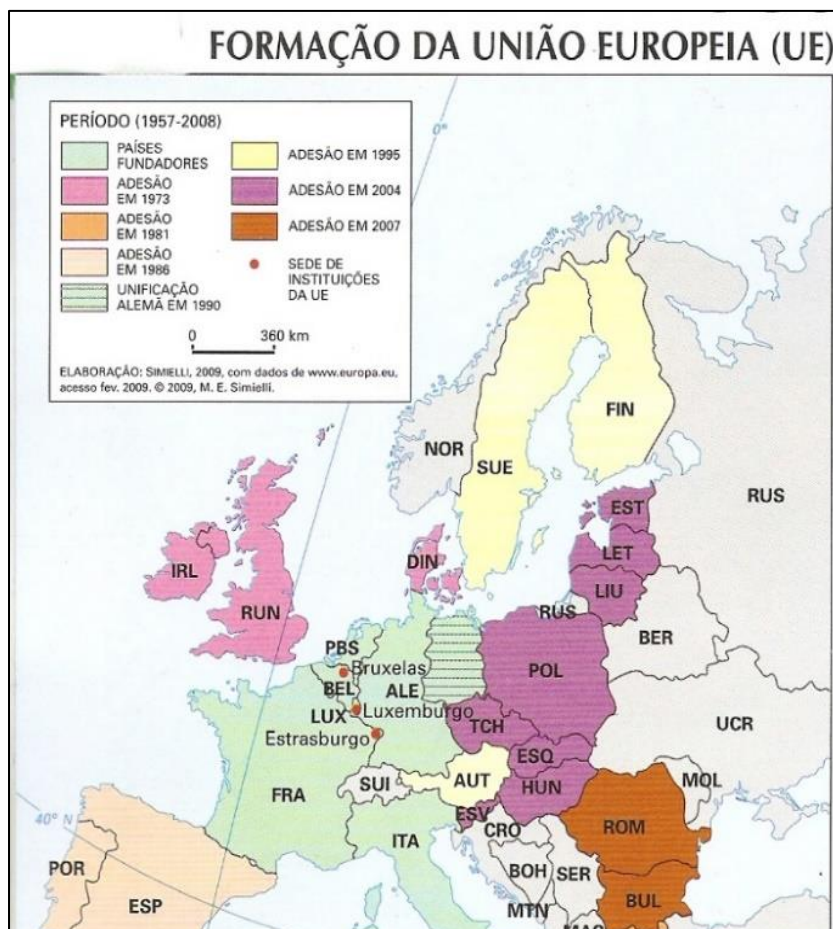 FORMAÇÃO DA UNIÃO EUROPEIA (UE)
PERÍODO (1957-2008)
PAÍSES
FUNDADORES
ADESÃO
EM 1973
ADESÃO
EM 1981
ADESÃO
EM 1986
UNIFICAÇÃO
ALEMÃ EM 1990
ADESÃO EM 1995
ADESÃO EM 2004
ADESÃO EM 2007
SEDE DE
INSTITUIÇÕES
DA UE
0 360 km
ELABORAÇÃO: SIMIELLI, 2009, com dados de www.europa.eu,
acesso fev. 2009. © 2009, M. E. Simielli.
0°
FIN
NOR
SUE
RUS
EST
LET
DIN
IRL
LIU
RUN
RUS
BER
PBS
Bruxelas
POL
BEL
ALE
LUX
Luxemburgo
TCH
UCR
Estrasburgo
ESQ
SUI
AUT
HUN
MOL
FRA
ESV
40° N
CRO
ROM
ITA
POR
BOH
SER
ESP
BUL
MTN